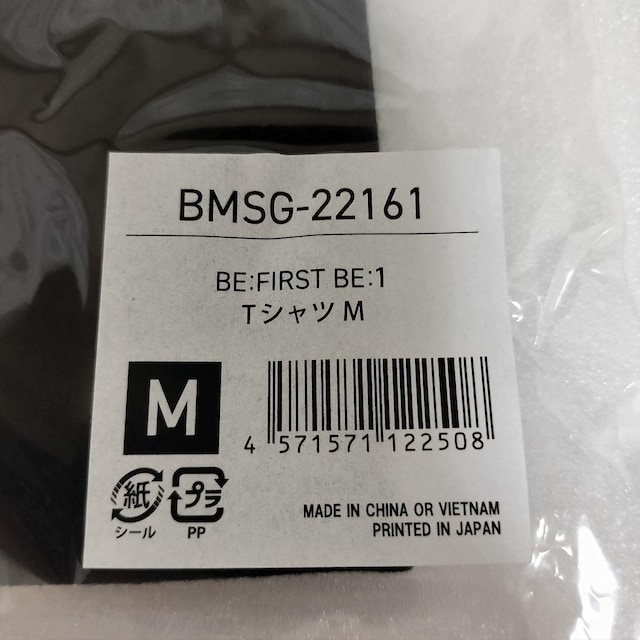 BMSG-22161
BE:FIRST BE:1
Tシャツ M
M
4 571571 122508
紙 プラ
シール PP
MADE IN CHINA OR VIETNAM
PRINTED IN JAPAN